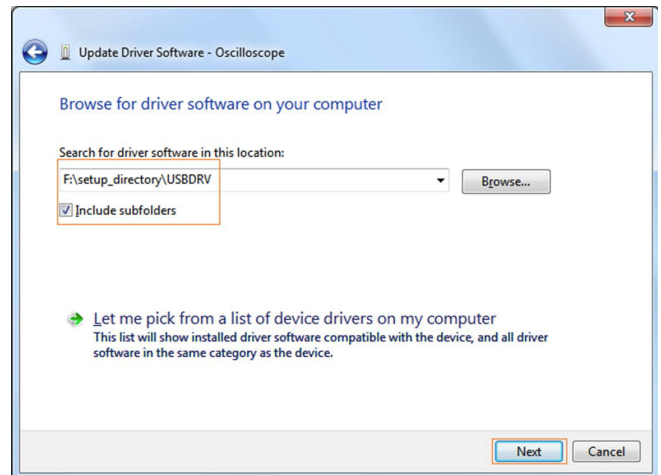 Update Driver Software - Oscilloscope
Browse for driver software on your computer
Search for driver software in this location:
F:\setup_directory\USBDRV
Browse...
Include subfolders
Let me pick from a list of device drivers on my computer
This list will show installed driver software compatible with the device, and all driver
software in the same category as the device.
Next
Cancel